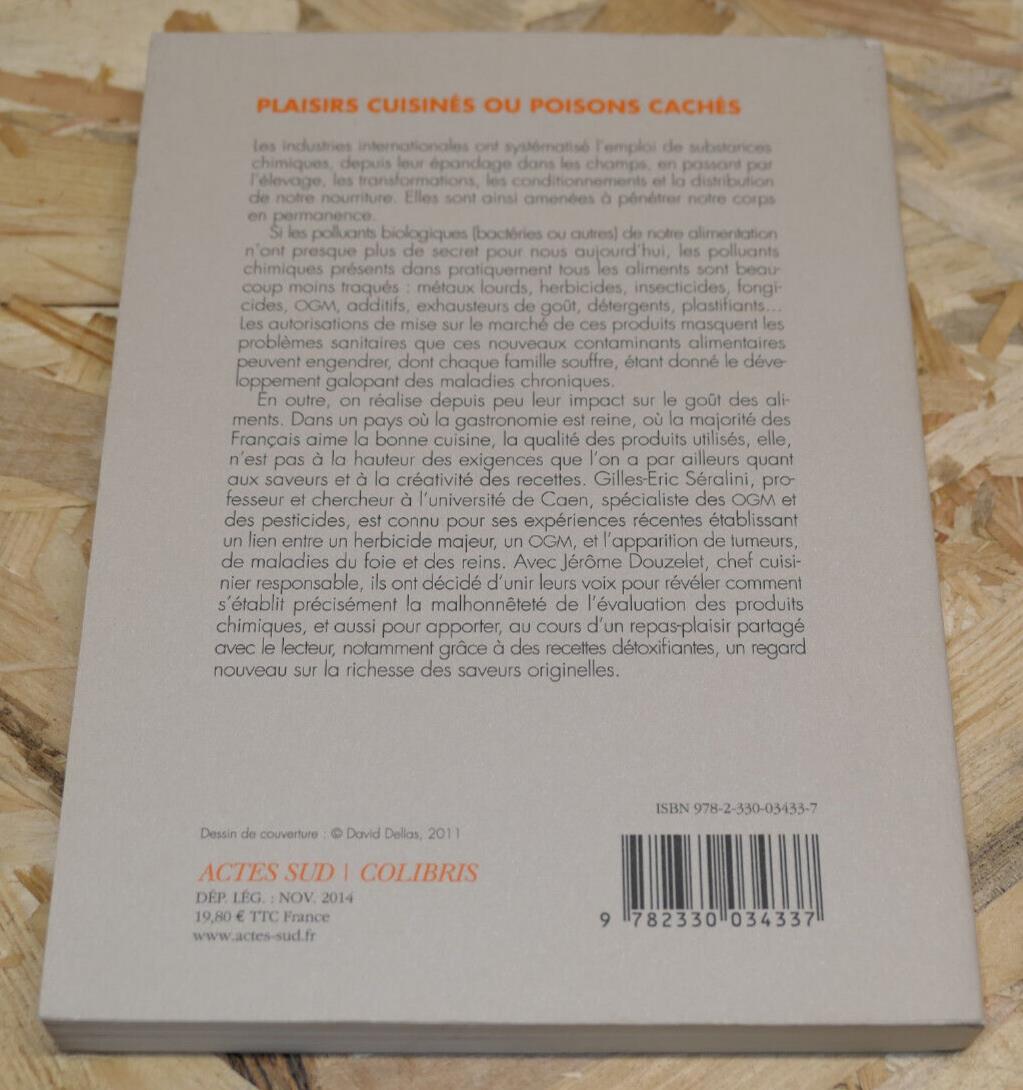 PLAISIRS CUISINÉS OU POISONS CACHÉS
Les industries internationales ont systématisé l'emploi de substances
chimiques, depuis leur épandage dans les champs, en passant par
l'élevage, les transformations, les conditionnements et la distribution
de notre nourriture. Elles sont ainsi amenées à pénétrer notre corps
en permanence.
Si les polluants biologiques (bactéries ou autres) de notre alimentation
n'ont presque plus de secret pour nous aujourd'hui, les polluants
chimiques présents dans pratiquement tous les aliments sont beau-
coup moins traqués : métaux lourds, herbicides, insecticides, fongi-
cides, OGM, additifs, exhausteurs de goût, détergents, plastifiants...
Les autorisations de mise sur le marché de ces produits masquent les
problèmes sanitaires que ces nouveaux contaminants alimentaires
peuvent engendrer, dont chaque famille souffre, étant donné le déve-
loppement galopant des maladies chroniques.
En outre, on réalise depuis peu leur impact sur le goût des ali-
ments. Dans un pays où la gastronomie est reine, où la majorité des
Français aime la bonne cuisine, la qualité des produits utilisés, elle,
n'est pas à la hauteur des exigences que l'on a par ailleurs quant
aux saveurs et à la créativité des recettes. Gilles-Eric Séralini, pro-
fesseur et chercheur à l'université de Caen, spécialiste des OGM et
des pesticides, est connu pour ses expériences récentes établissant
un lien entre un herbicide majeur, un OGM, et l'apparition de tumeurs,
de maladies du foie et des reins. Avec Jérôme Douzelet, chef cuisi-
nier responsable, ils ont décidé d'unir leurs voix pour révéler comment
s'établit précisément la malhonnêteté de l'évaluation des produits
chimiques, et aussi pour apporter, au cours d'un repas-plaisir partagé
avec le lecteur, notamment grâce à des recettes détoxifiantes, un regard
nouveau sur la richesse des saveurs originelles.
ISBN 978-2-330-03433-7
Dessin de couverture : © David Dellas, 2011
ACTES SUD | COLIBRIS
DÉP. LÉG. : NOV. 2014
19,80 € TTC France
www.actes-sud.fr
9 782330 034337